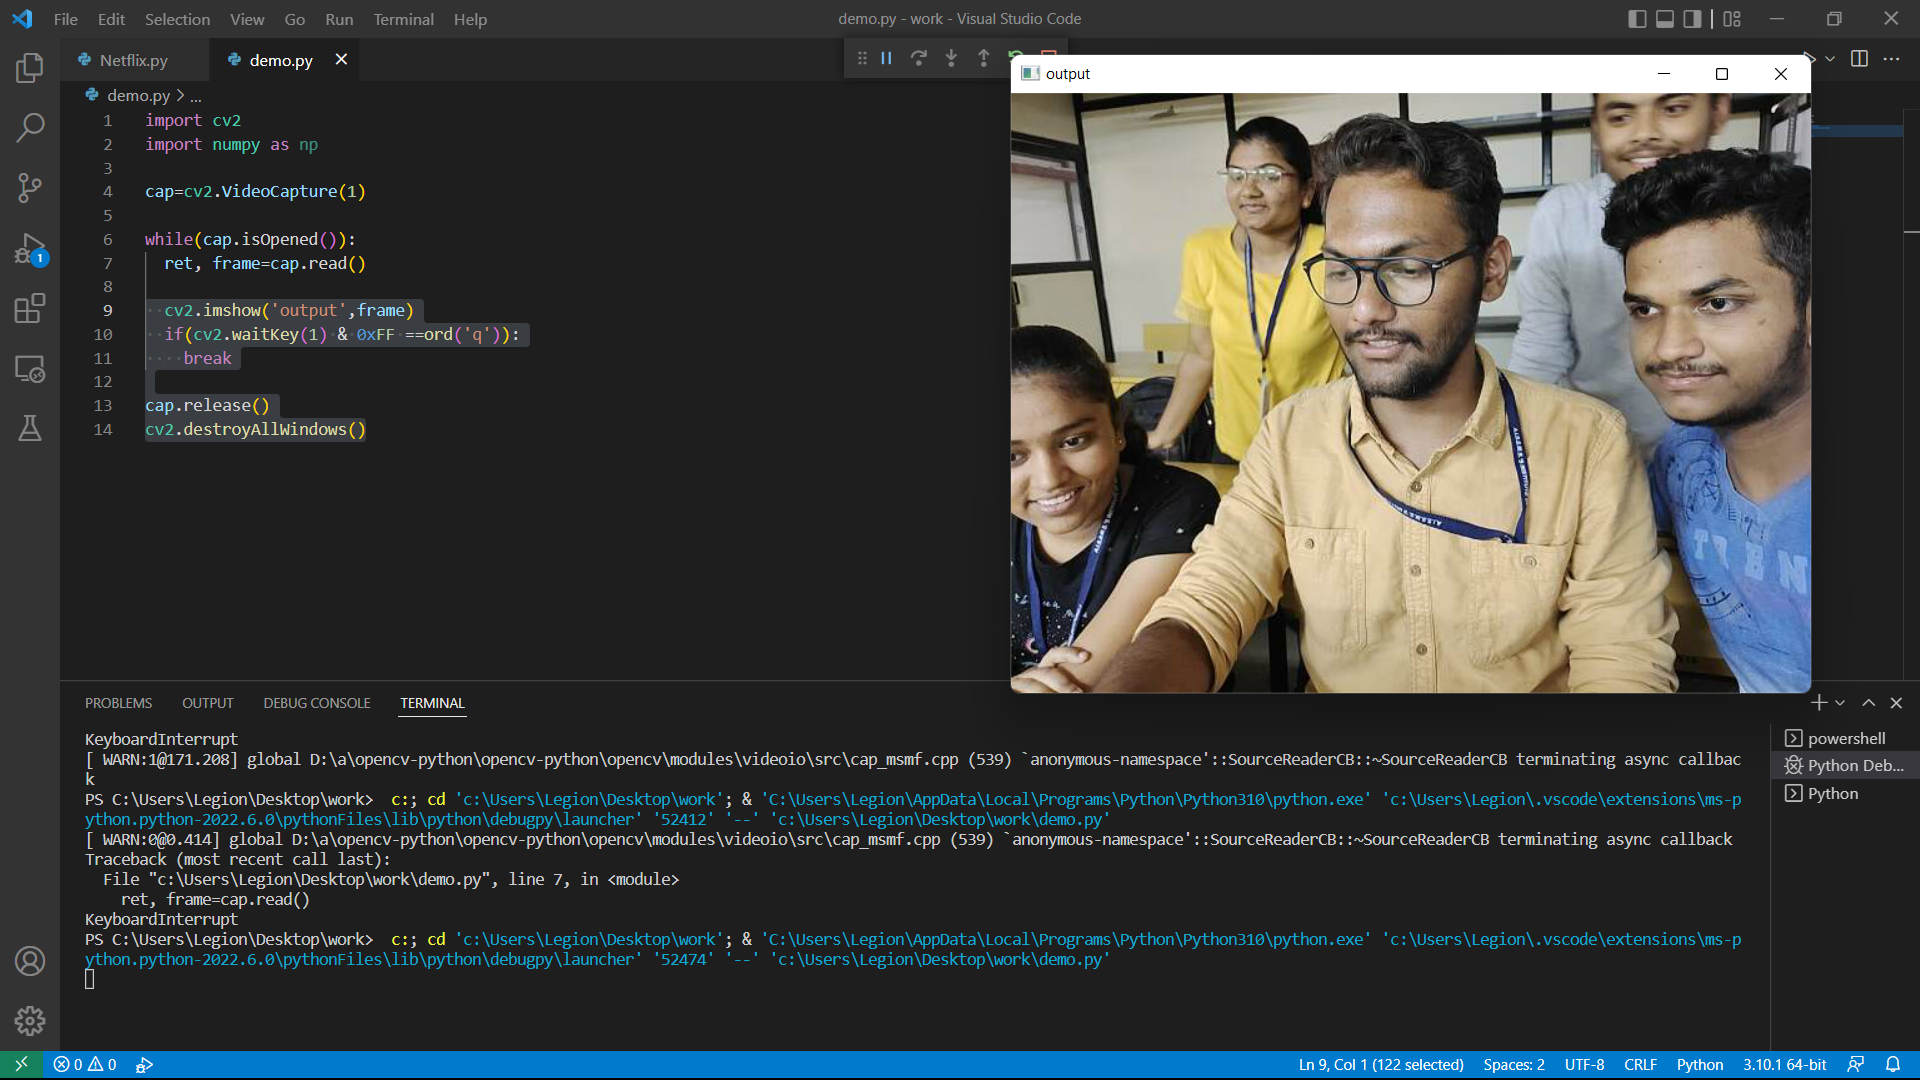 File Edit Selection View Go Run Terminal Help
demo.py - work - Visual Studio Code
Netflix.py
demo.py
demo.py > ...
1 import cv2
2 import numpy as np
3
4 cap=cv2.VideoCapture(1)
5
6 while(cap.isOpened()):
7 ret, frame=cap.read()
8
9 cv2.imshow('output',frame)
10 if(cv2.waitKey(1) & 0xFF ==ord('q')):
11 break
12
13 cap.release()
14 cv2.destroyAllWindows()
1
output
PROBLEMS OUTPUT DEBUG CONSOLE TERMINAL
KeyboardInterrupt
[ WARN:1@171.208] global D:\a\opencv-python\opencv-python\opencv\modules\videoio\src\cap_msmf.cpp (539) `anonymous-namespace'::SourceReaderCB::~SourceReaderCB terminating async callbac
k
PS C:\Users\Legion\Desktop\work>  c:; cd 'c:\Users\Legion\Desktop\work'; & 'C:\Users\Legion\AppData\Local\Programs\Python\Python310\python.exe' 'c:\Users\Legion\.vscode\extensions\ms-p
ython.python-2022.6.0\pythonFiles\lib\python\debugpy\launcher' '52412' '--' 'c:\Users\Legion\Desktop\work\demo.py'
[ WARN:0@0.414] global D:\a\opencv-python\opencv-python\opencv\modules\videoio\src\cap_msmf.cpp (539) `anonymous-namespace'::SourceReaderCB::~SourceReaderCB terminating async callback
Traceback (most recent call last):
File "c:\Users\Legion\Desktop\work\demo.py", line 7, in <module>
ret, frame=cap.read()
KeyboardInterrupt
PS C:\Users\Legion\Desktop\work>  c:; cd 'c:\Users\Legion\Desktop\work'; & 'C:\Users\Legion\AppData\Local\Programs\Python\Python310\python.exe' 'c:\Users\Legion\.vscode\extensions\ms-p
ython.python-2022.6.0\pythonFiles\lib\python\debugpy\launcher' '52474' '--' 'c:\Users\Legion\Desktop\work\demo.py'
powershell
Python Deb...
Python
0 0
Ln 9, Col 1 (122 selected) Spaces: 2 UTF-8 CRLF Python 3.10.1 64-bit